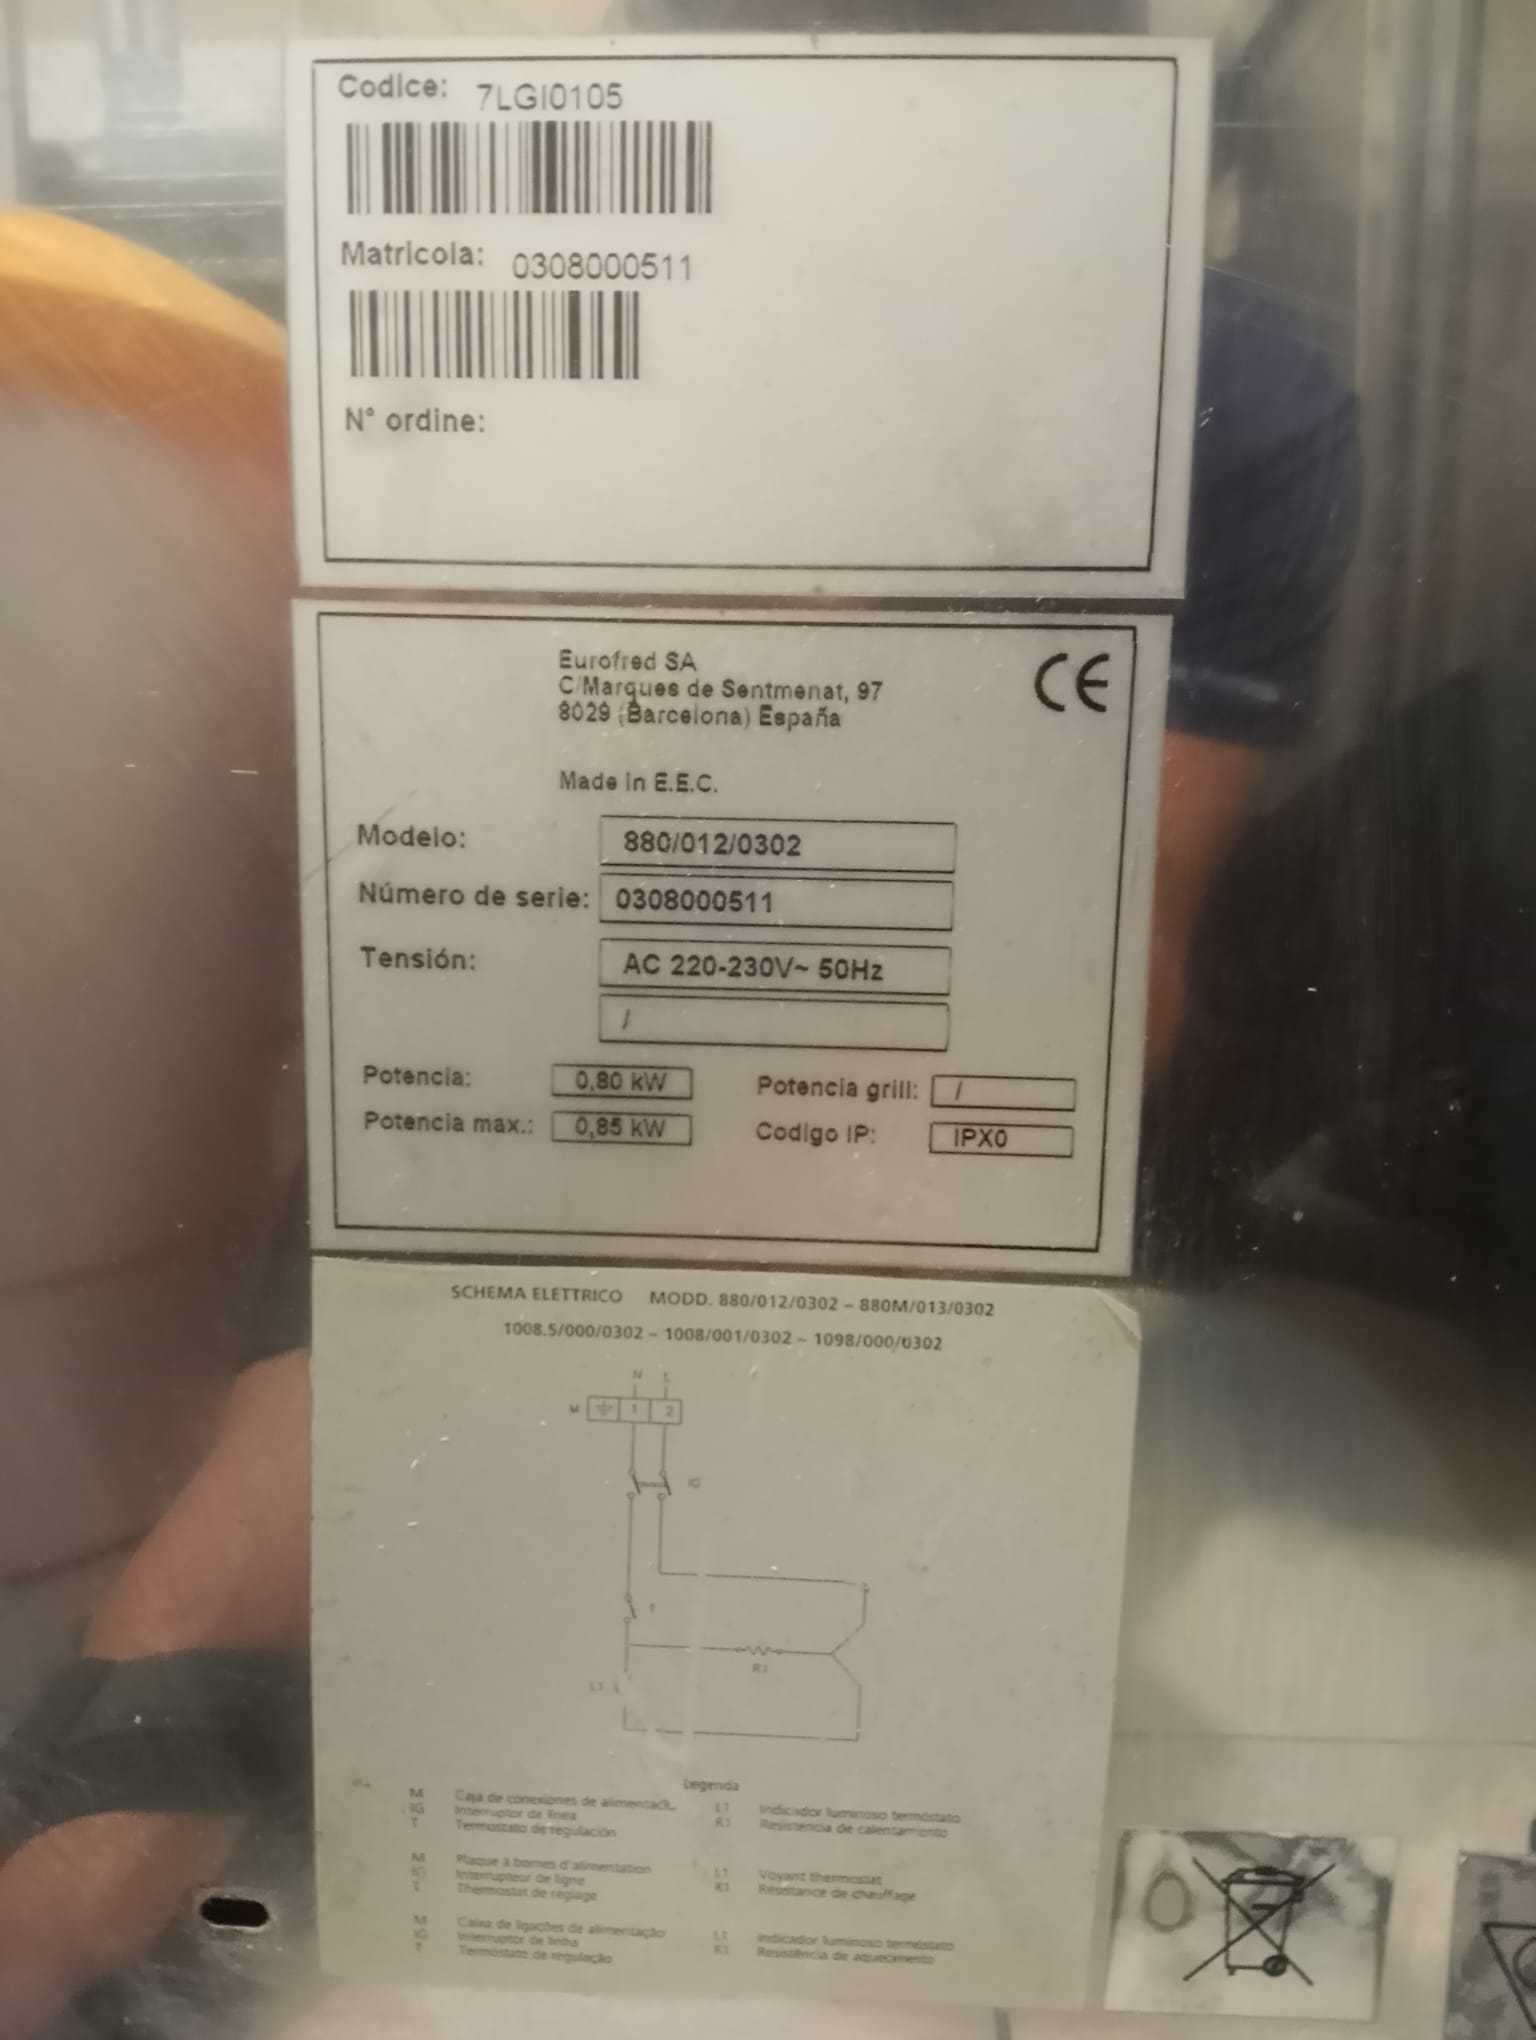 Codice: 7LGI0105
Matricola: 0308000511
N° ordine:
Eurofred SA
C/Marques de Sentmenat, 97
8029 (Barcelona) España
CE
Made in E.E.C.
Modelo: 880/012/0302
Número de serie: 0308000511
Tensión: AC 220-230V~ 50Hz
/
Potencia: 0,80 kW Potencia grill: /
Potencia max.: 0,85 kW Codigo IP: IPX0
SCHEMA ELETTRICO MODD. 880/012/0302 – 880M/013/0302
1008.5/000/0302 – 1008/001/0302 – 1098/000/0302
N L
M 1 2
IG
T
R1
L1
Legenda
M Caja de conexiones de L1 Indicador luminoso termóstato
IG Interruptor de linea R1 Resistencia de calentamiento
T Termostato de regulación
M Plaque à bornes d'alimentation L1 Voyant thermostat
IG Interrupteur de ligne R1 Résistance de chauffage
T Thermostat de réglage
M Caixa de ligações de alimentação L1 Indicador luminoso termóstato
IG Interruptor de linha R1 Resistência de aquecimento
T Termóstato de regulação